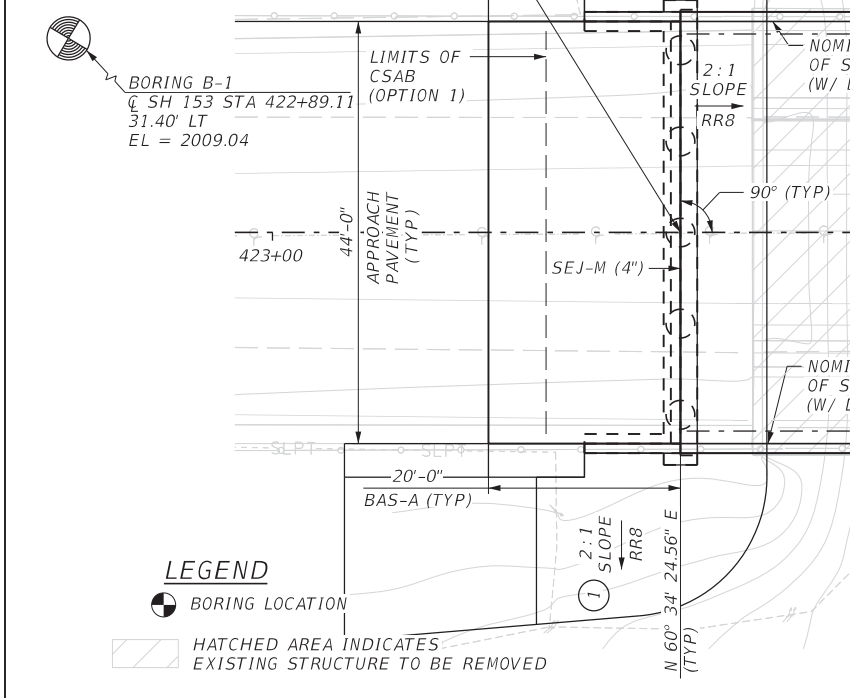 LIMITS OF
CSAB
(OPTION 1)
BORING B-1
℄ SH 153 STA 422+89.11
31.40' LT
EL = 2009.04
2:1
SLOPE
RR8
NOMI
OF S
(W/ L
90° (TYP)
44'-0"
APPROACH
PAVEMENT
(TYP)
423+00
SEJ-M (4")
NOMI
OF S
(W/ L
SLPT
SLPT
20'-0"
BAS-A (TYP)
2:1
SLOPE
RR8
1
N 60° 34' 24.56" E
(TYP)
LEGEND
BORING LOCATION
HATCHED AREA INDICATES
EXISTING STRUCTURE TO BE REMOVED